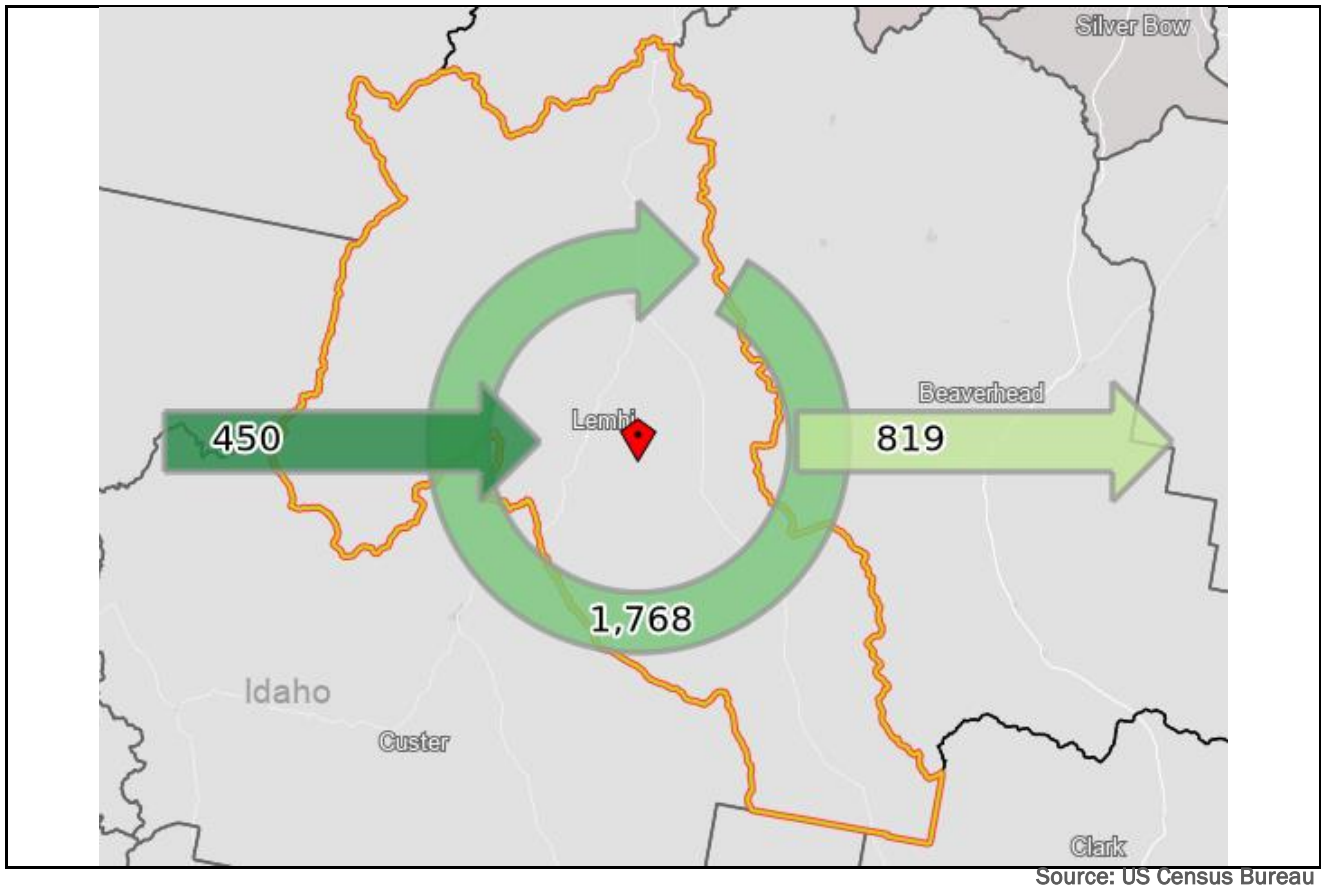 Silver Bow
Beaverhead
Lemhi
450
819
1,768
Idaho
Custer
Clark
Source: US Census Bureau